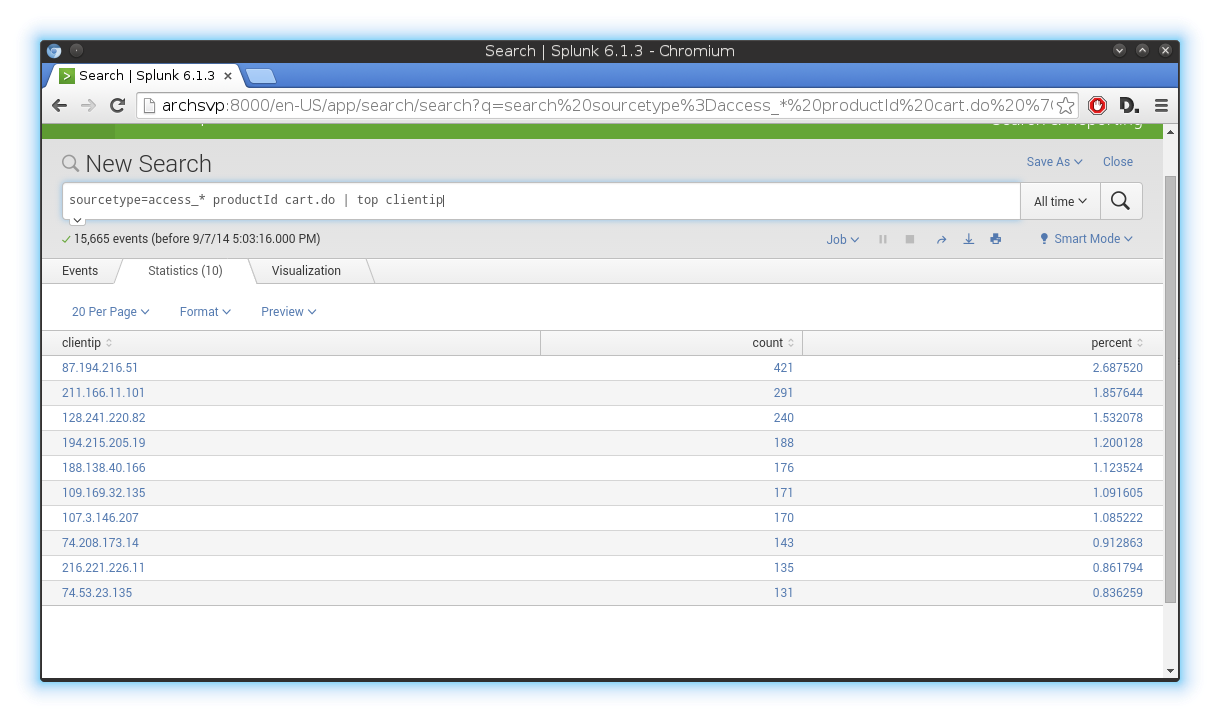 Search | Splunk 6.1.3 - Chromium
Search | Splunk 6.1.3
archsvp:8000/en-US/app/search/search?q=search%20sourcetype%3Daccess_*%20productId%20cart.do%20%7
Search & Reporting
New Search
Save As
Close
sourcetype=access_* productId cart.do | top clientip
All time
15,665 events (before 9/7/14 5:03:16.000 PM)
Job
Smart Mode
Events
Statistics (10)
Visualization
20 Per Page
Format
Preview
clientip count percent
87.194.216.51 421 2.687520
211.166.11.101 291 1.857644
128.241.220.82 240 1.532078
194.215.205.19 188 1.200128
188.138.40.166 176 1.123524
109.169.32.135 171 1.091605
107.3.146.207 170 1.085222
74.208.173.14 143 0.912863
216.221.226.11 135 0.861794
74.53.23.135 131 0.836259